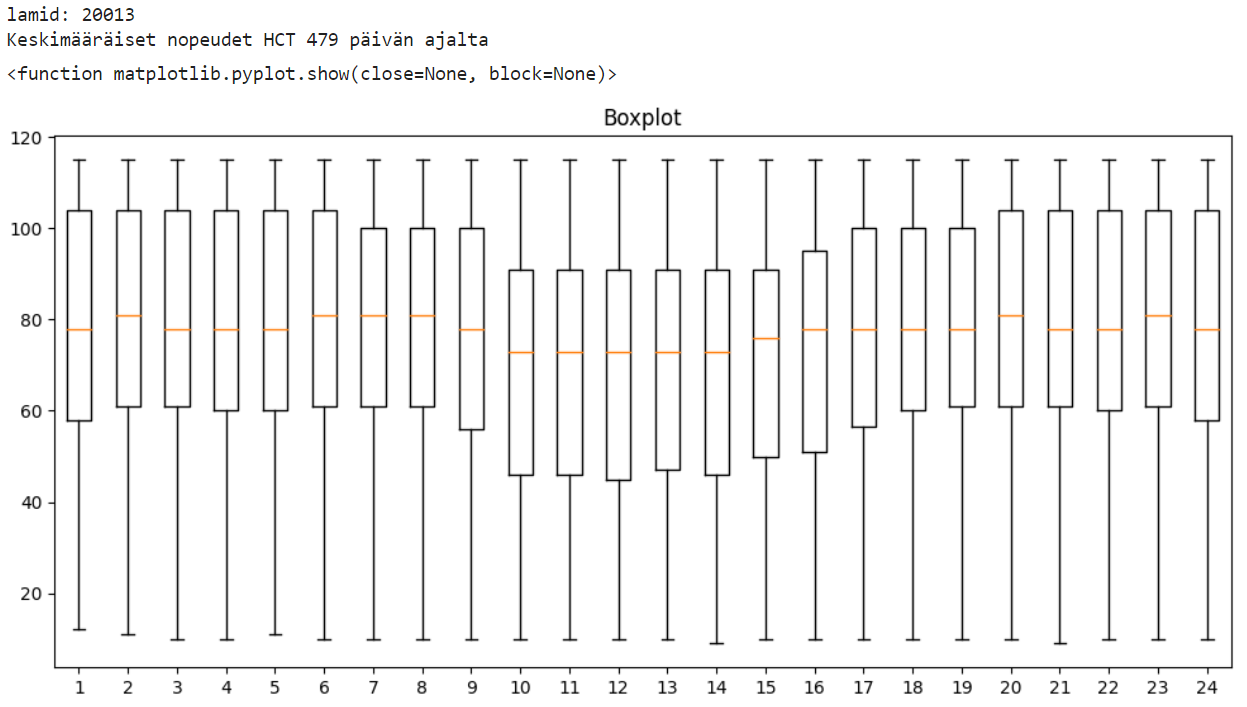 lamid: 20013
Keskimääräiset nopeudet HCT 479 päivän ajalta
<function matplotlib.pyplot.show(close=None, block=None)>
Boxplot
120
100
80
60
40
20
1 2 3 4 5 6 7 8 9 10 11 12 13 14 15 16 17 18 19 20 21 22 23 24